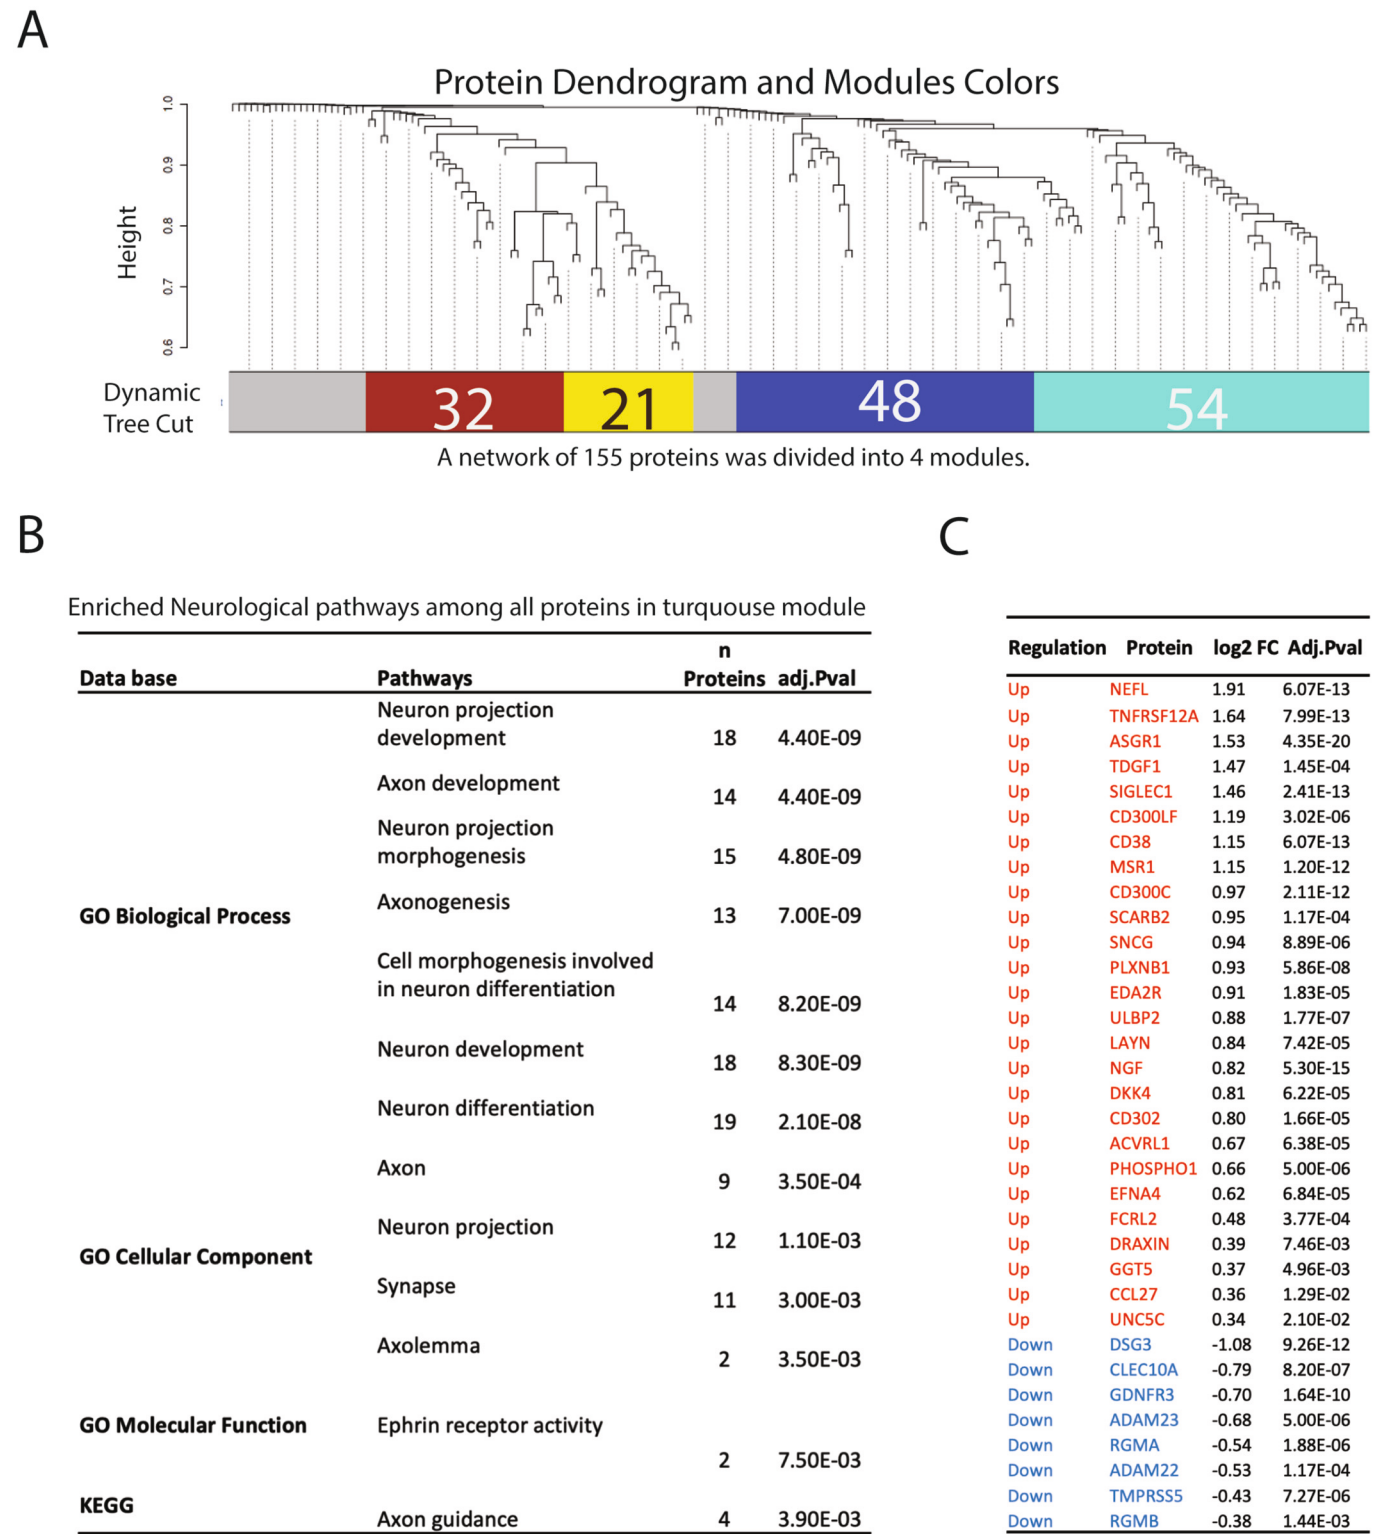 A
Protein Dendrogram and Modules Colors
Height
1.0
0.9
0.8
0.7
0.6
Dynamic
Tree Cut
32
21
48
54
A network of 155 proteins was divided into 4 modules.
B
Enriched Neurological pathways among all proteins in turquouse module
Data base Pathways n Proteins adj.Pval
GO Biological Process
Neuron projection
development 18 4.40E-09
Axon development 14 4.40E-09
Neuron projection
morphogenesis 15 4.80E-09
Axonogenesis 13 7.00E-09
Cell morphogenesis involved
in neuron differentiation 14 8.20E-09
Neuron development 18 8.30E-09
Neuron differentiation 19 2.10E-08
GO Cellular Component
Axon 9 3.50E-04
Neuron projection 12 1.10E-03
Synapse 11 3.00E-03
Axolemma 2 3.50E-03
GO Molecular Function
Ephrin receptor activity 2 7.50E-03
KEGG
Axon guidance 4 3.90E-03
C
Regulation Protein log2 FC Adj.Pval
Up NEFL 1.91 6.07E-13
Up TNFRSF12A 1.64 7.99E-13
Up ASGR1 1.53 4.35E-20
Up TDGF1 1.47 1.45E-04
Up SIGLEC1 1.46 2.41E-13
Up CD300LF 1.19 3.02E-06
Up CD38 1.15 6.07E-13
Up MSR1 1.15 1.20E-12
Up CD300C 0.97 2.11E-12
Up SCARB2 0.95 1.17E-04
Up SNCG 0.94 8.89E-06
Up PLXNB1 0.93 5.86E-08
Up EDA2R 0.91 1.83E-05
Up ULBP2 0.88 1.77E-07
Up LAYN 0.84 7.42E-05
Up NGF 0.82 5.30E-15
Up DKK4 0.81 6.22E-05
Up CD302 0.80 1.66E-05
Up ACVRL1 0.67 6.38E-05
Up PHOSPHO1 0.66 5.00E-06
Up EFNA4 0.62 6.84E-05
Up FCRL2 0.48 3.77E-04
Up DRAXIN 0.39 7.46E-03
Up GGT5 0.37 4.96E-03
Up CCL27 0.36 1.29E-02
Up UNC5C 0.34 2.10E-02
Down DSG3 -1.08 9.26E-12
Down CLEC10A -0.79 8.20E-07
Down GDNFR3 -0.70 1.64E-10
Down ADAM23 -0.68 5.00E-06
Down RGMA -0.54 1.88E-06
Down ADAM22 -0.53 1.17E-04
Down TMPRSS5 -0.43 7.27E-06
Down RGMB -0.38 1.44E-03